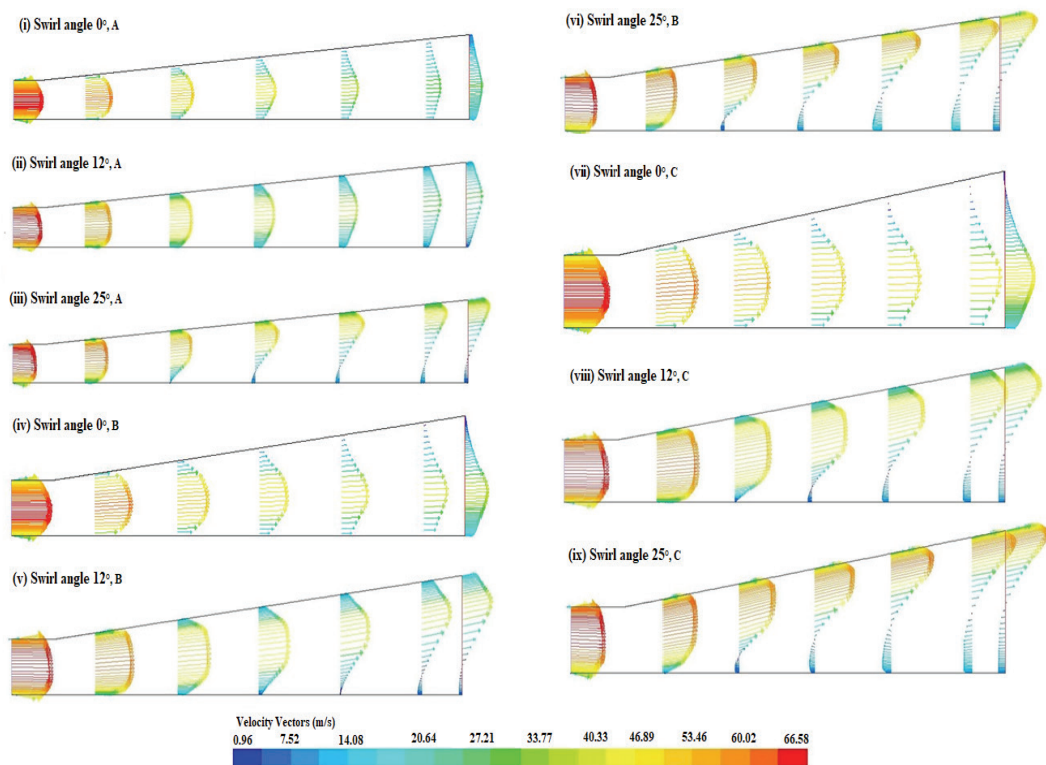 (i) Swirl angle 0°, A
(ii) Swirl angle 12°, A
(iii) Swirl angle 25°, A
(iv) Swirl angle 0°, B
(v) Swirl angle 12°, B
(vi) Swirl angle 25°, B
(vii) Swirl angle 0°, C
(viii) Swirl angle 12°, C
(ix) Swirl angle 25°, C
Velocity Vectors (m/s)
0.96 7.52 14.08 20.64 27.21 33.77 40.33 46.89 53.46 60.02 66.58